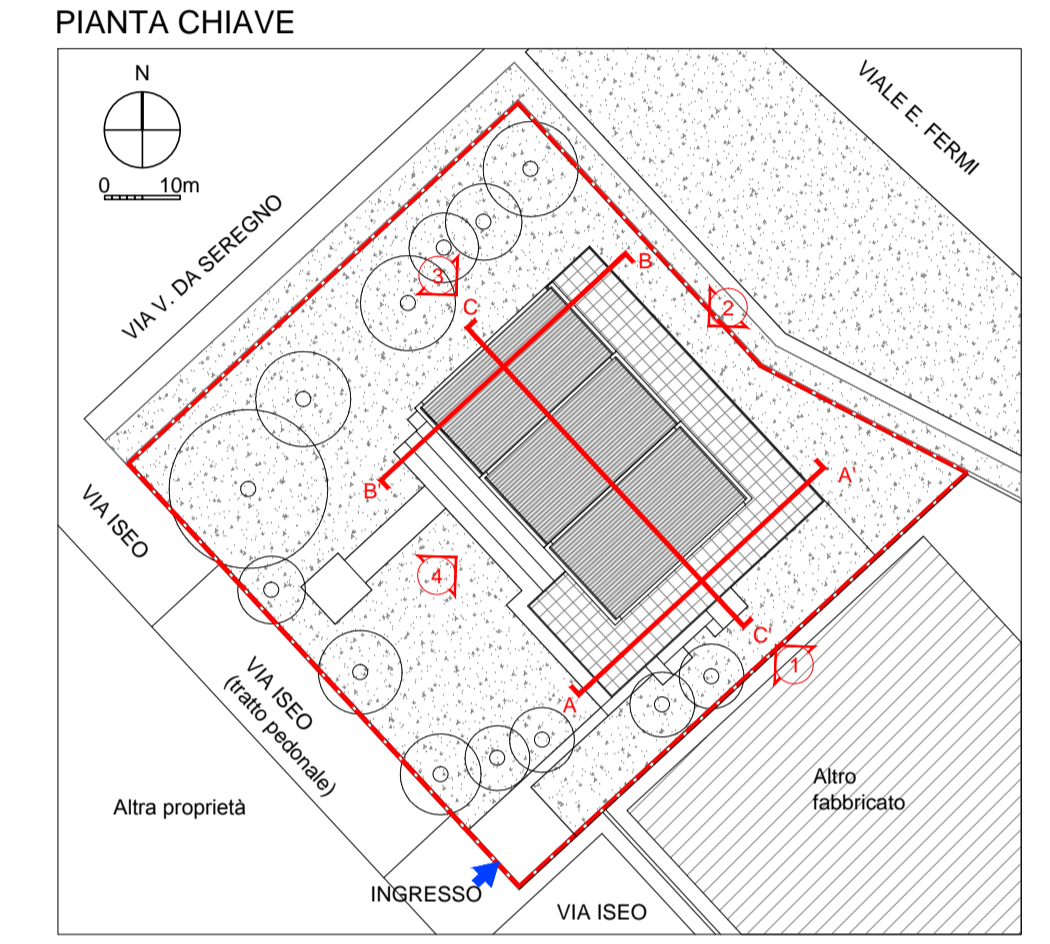 PIANTA CHIAVE
N
0 10m
VIA V. DA SEREGNO
VIALE E. FERMI
3
2
B
C
A'
B'
VIA ISEO
4
C'
1
A
VIA ISEO
(tratto pedonale)
Altra proprietà
Altro
fabbricato
INGRESSO
VIA ISEO